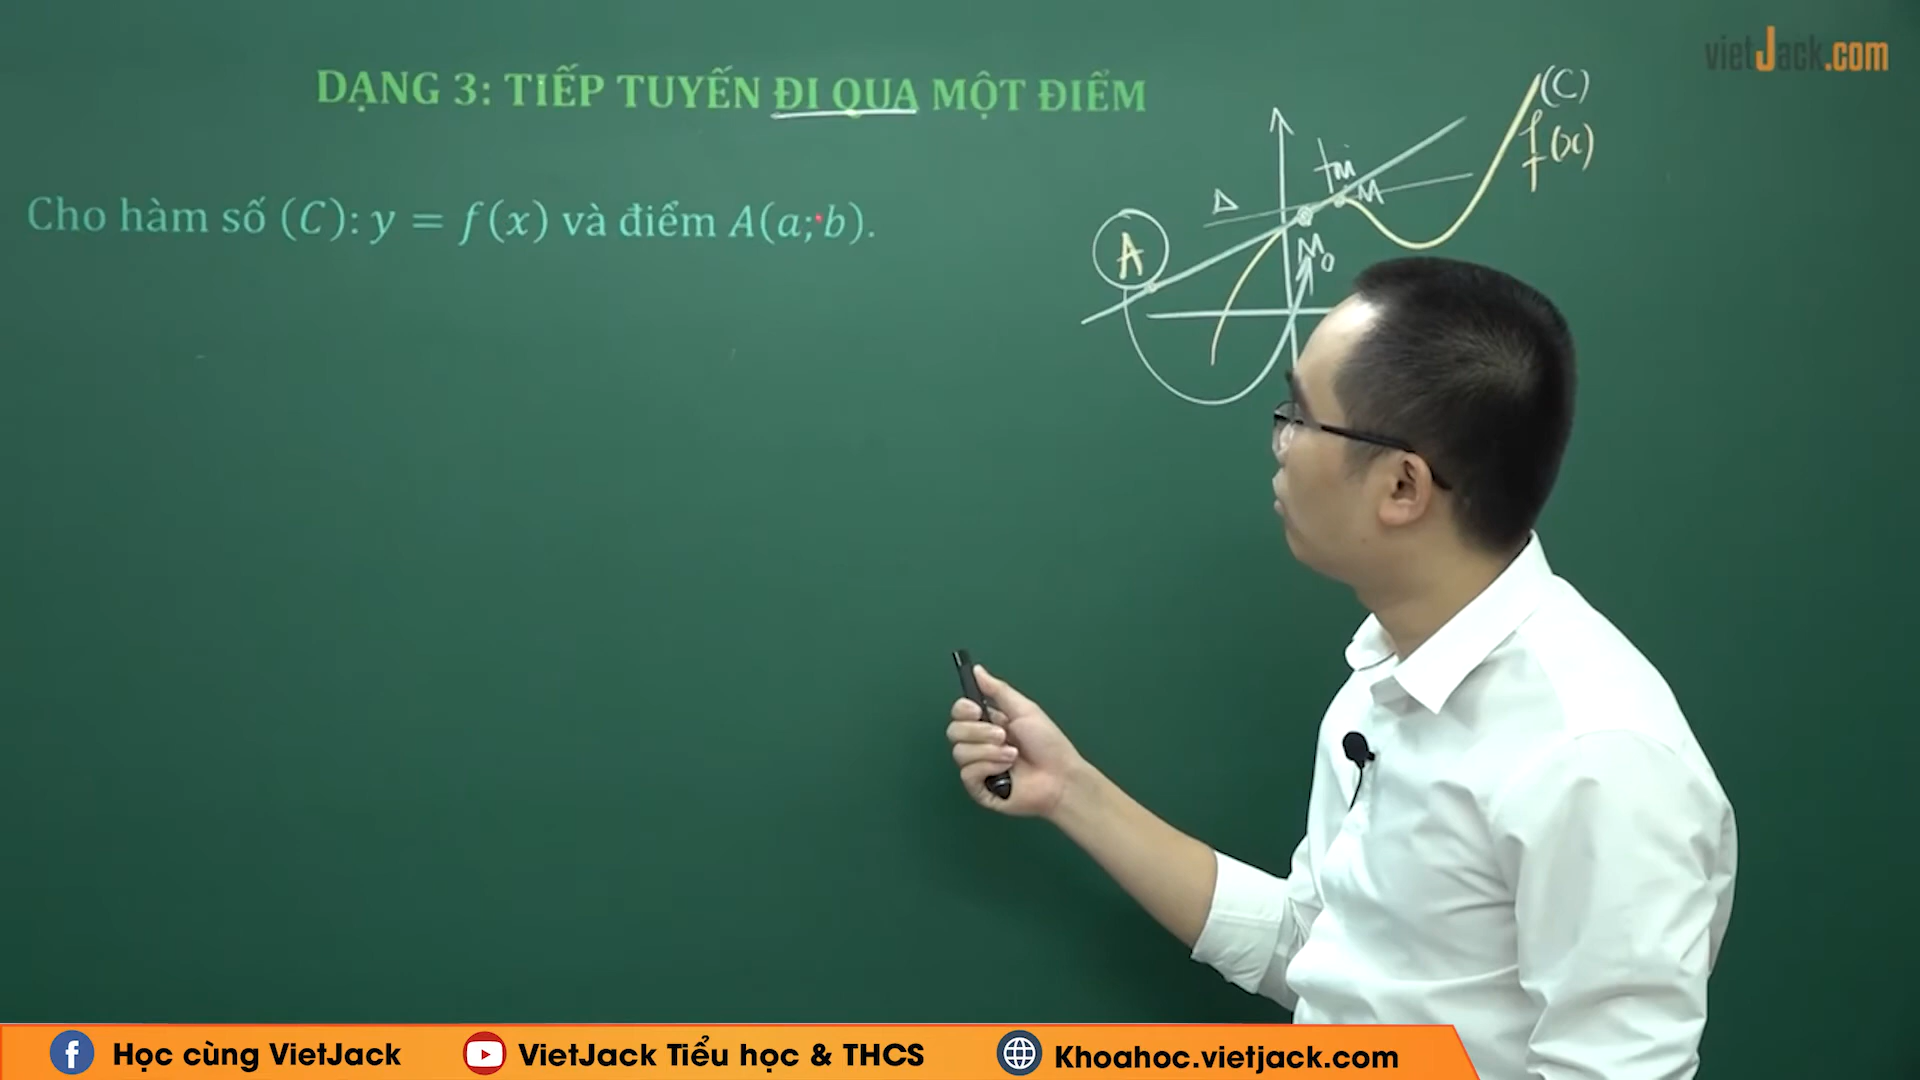 vietJack.com
DẠNG 3: TIẾP TUYẾN ĐI QUA MỘT ĐIỂM
Cho hàm số (C): y = f(x) và điểm A(a; b).
(C)
f(x)
tại
M
Δ
A
M₀
Học cùng VietJack
VietJack Tiểu học & THCS
Khoahoc.vietjack.com